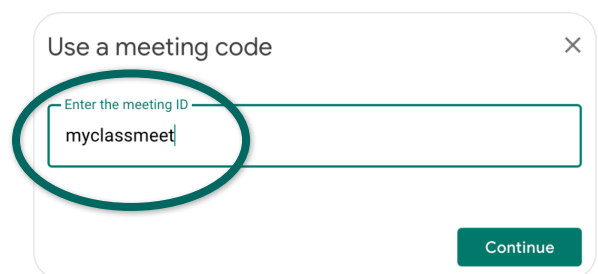 Use a meeting code
Enter the meeting ID
myclassmeet
Continue